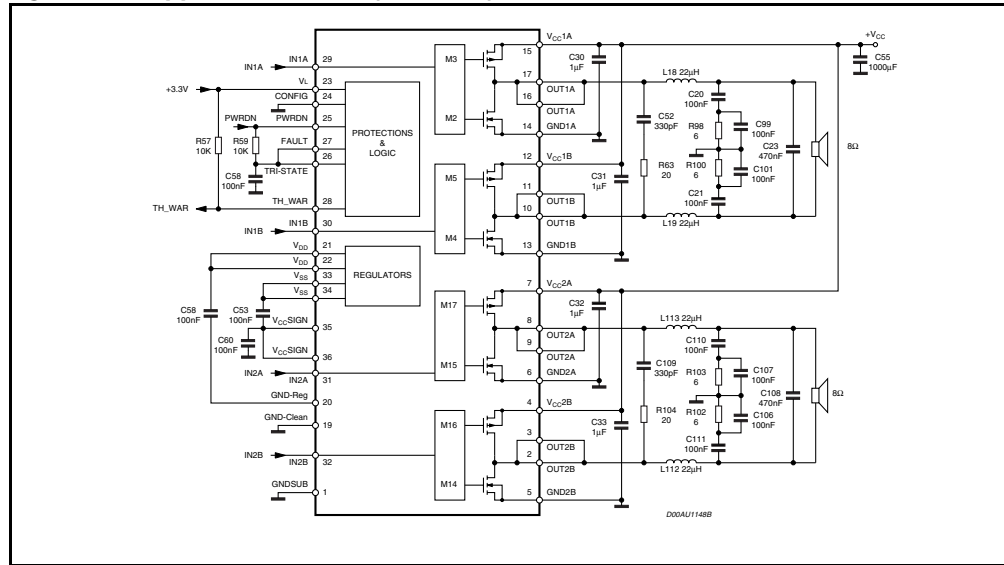 +VCC
VCC1A
15
C30
1µF
C55
1000µF
IN1A
29
M3
17
L18 22µH
+3.3V
VL
23
OUT1A
C20
100nF
CONFIG
24
16
OUT1A
PWRDN
PWRDN
25
M2
14
GND1A
C52
330pF
R98
6
C99
100nF
R57
10K
R59
10K
FAULT
27
PROTECTIONS
&
LOGIC
C23
470nF
8Ω
26
TRI-STATE
12
VCC1B
R63
20
R100
6
C101
100nF
C58
100nF
M5
11
C31
1µF
OUT1B
C21
100nF
TH_WAR
TH_WAR
28
10
OUT1B
L19 22µH
IN1B
IN1B
30
M4
13
GND1B
VDD
21
VDD
22
REGULATORS
VSS
33
VSS
34
7
VCC2A
C58
100nF
C53
100nF
M17
C32
1µF
VCCSIGN
35
8
L113 22µH
OUT2A
C110
100nF
C60
100nF
9
VCCSIGN
36
OUT2A
C109
330pF
R103
6
C107
100nF
IN2A
IN2A
31
M15
6
GND2A
C108
470nF
8Ω
GND-Reg
20
4
VCC2B
R104
20
R102
6
C106
100nF
GND-Clean
19
M16
C33
1µF
3
OUT2B
C111
100nF
IN2B
IN2B
32
2
OUT2B
L112 22µH
GNDSUB
1
M14
5
GND2B
D00AU1148B